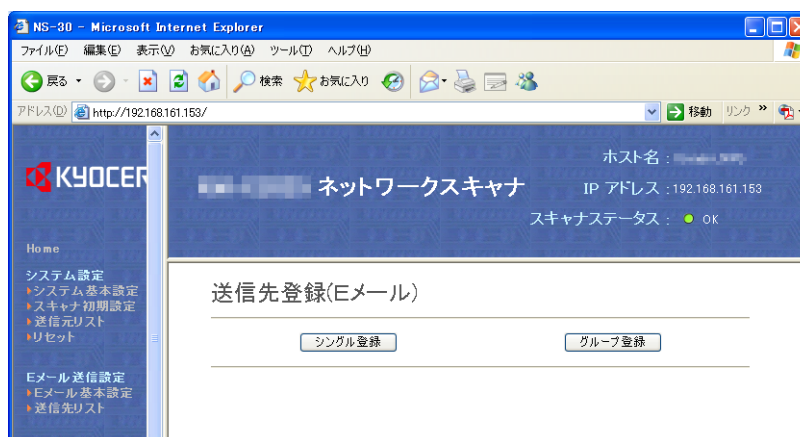 NS-30 - Microsoft Internet Explorer
ファイル(F) 編集(E) 表示(V) お気に入り(A) ツール(T) ヘルプ(H)
戻る 検索 お気に入り
アドレス(D) http://192.168.161.153/ 移動 リンク »
KYOCER
ホスト名 :
ネットワークスキャナ
IP アドレス : 192.168.161.153
スキャナステータス : OK
Home
システム設定
システム基本設定
スキャナ初期設定
送信元リスト
リセット
Eメール送信設定
Eメール基本設定
送信先リスト
送信先登録(Eメール)
シングル登録 グループ登録